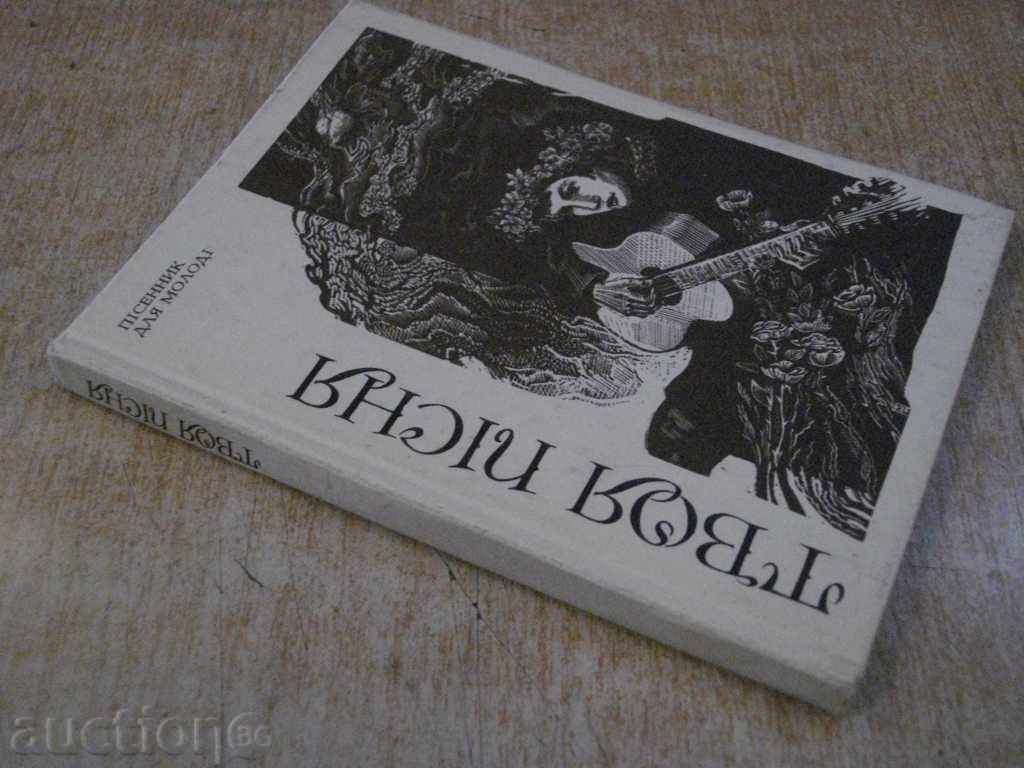 ТВОЯ ПІСНЯ
ПІСЕННИК
ДЛЯ МОЛОДІ
ТВОЯ ПІСНЯ
auction BG